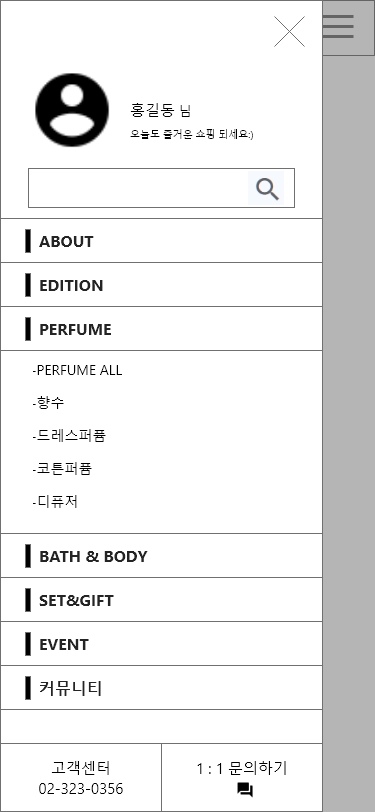 홍길동 님
오늘도 즐거운 쇼핑 되세요:)
ABOUT
EDITION
PERFUME
-PERFUME ALL
-향수
-드레스퍼퓸
-코튼퍼퓸
-디퓨저
BATH & BODY
SET&GIFT
EVENT
커뮤니티
고객센터
02-323-0356
1 : 1 문의하기